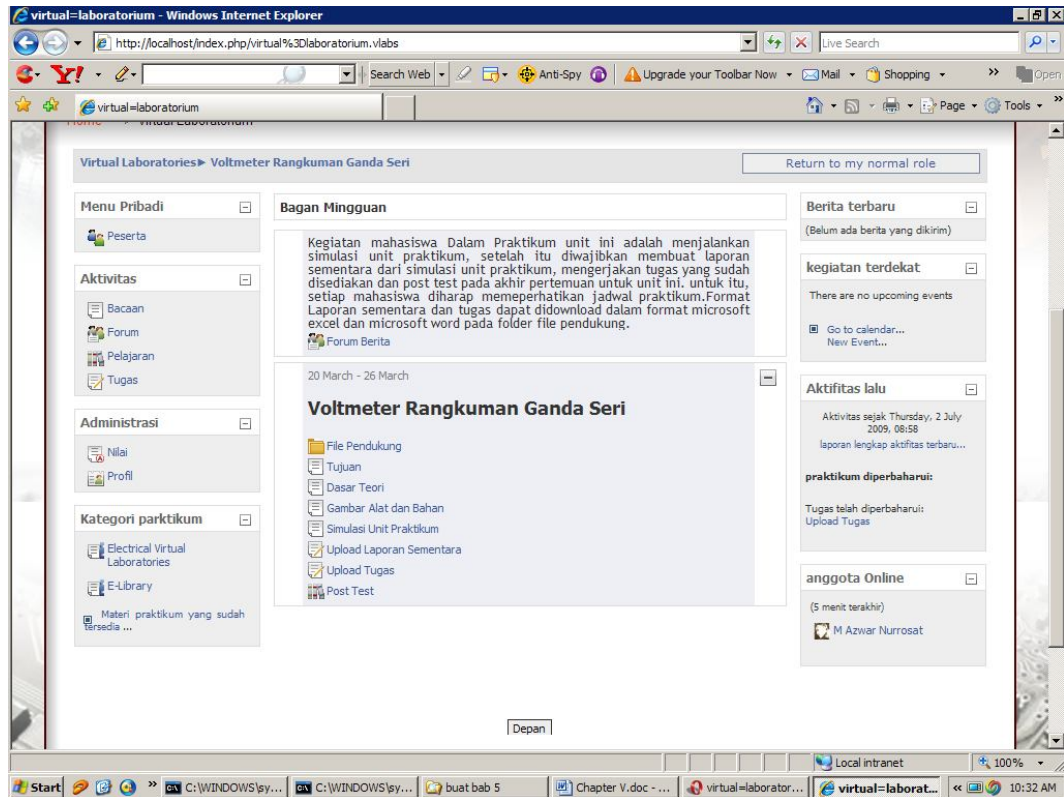 virtual=laboratorium - Windows Internet Explorer
http://localhost/index.php/virtual%3Dlaboratorium.vlabs
Live Search
Y!
Search Web
Anti-Spy
Upgrade your Toolbar Now
Mail
Shopping
»
Open
virtual=laboratorium
Page
Tools
»
Home
Virtual Laboratorium
Virtual Laboratories► Voltmeter Rangkuman Ganda Seri
Return to my normal role
Menu Pribadi
Peserta
Aktivitas
Bacaan
Forum
Pelajaran
Tugas
Administrasi
Nilai
Profil
Kategori parktikum
Electrical Virtual
Laboratories
E-Library
Materi praktikum yang sudah
tersedia ...
Bagan Mingguan
Kegiatan mahasiswa Dalam Praktikum unit ini adalah menjalankan
simulasi unit praktikum, setelah itu diwajibkan membuat laporan
sementara dari simulasi unit praktikum, mengerjakan tugas yang sudah
disediakan dan post test pada akhir pertemuan untuk unit ini. untuk itu,
setiap mahasiswa diharap memeperhatikan jadwal praktikum.Format
Laporan sementara dan tugas dapat didownload dalam format microsoft
excel dan microsoft word pada folder file pendukung.
Forum Berita
20 March - 26 March
Voltmeter Rangkuman Ganda Seri
File Pendukung
Tujuan
Dasar Teori
Gambar Alat dan Bahan
Simulasi Unit Praktikum
Upload Laporan Sementara
Upload Tugas
Post Test
Berita terbaru
(Belum ada berita yang dikirim)
kegiatan terdekat
There are no upcoming events
Go to calendar...
New Event...
Aktifitas lalu
Aktivitas sejak Thursday, 2 July
2009, 08:58
laporan lengkap aktifitas terbaru...
praktikum diperbaharui:
Tugas telah diperbaharui:
Upload Tugas
anggota Online
(5 menit terakhir)
M Azwar Nurrosat
Depan
Local intranet
100%
Start
»
C:\WINDOWS\sy...
C:\WINDOWS\sy...
buat bab 5
Chapter V.doc - ...
virtual=laborator...
virtual=laborat...
«
10:32 AM